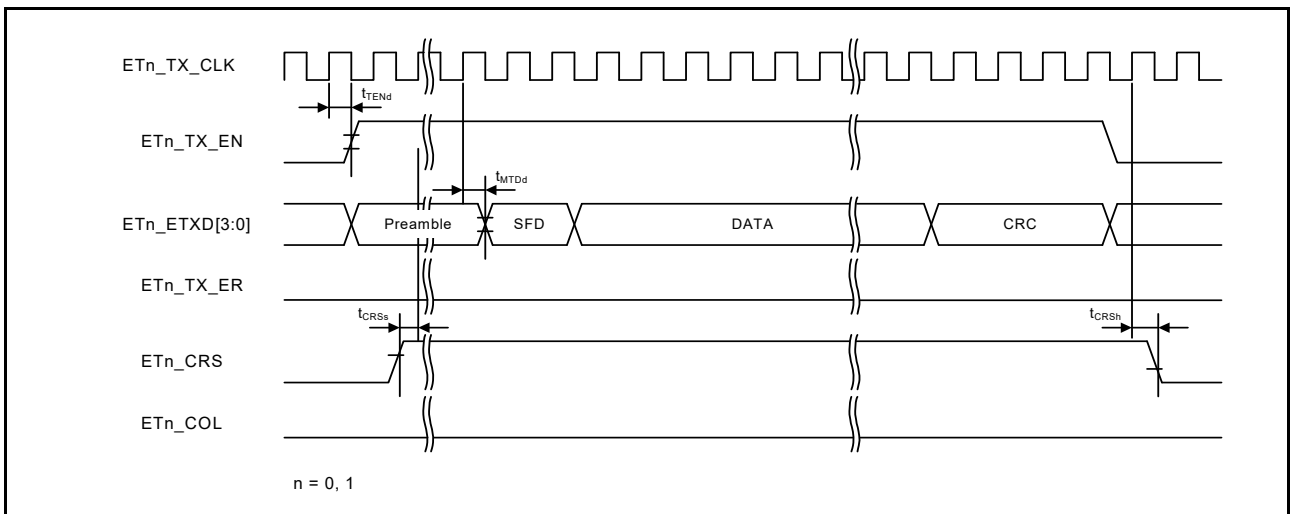 ETn_TX_CLK
tTENd
ETn_TX_EN
tMTDd
ETn_ETXD[3:0]
Preamble
SFD
DATA
CRC
ETn_TX_ER
tCRSs
tCRSh
ETn_CRS
ETn_COL
n = 0, 1